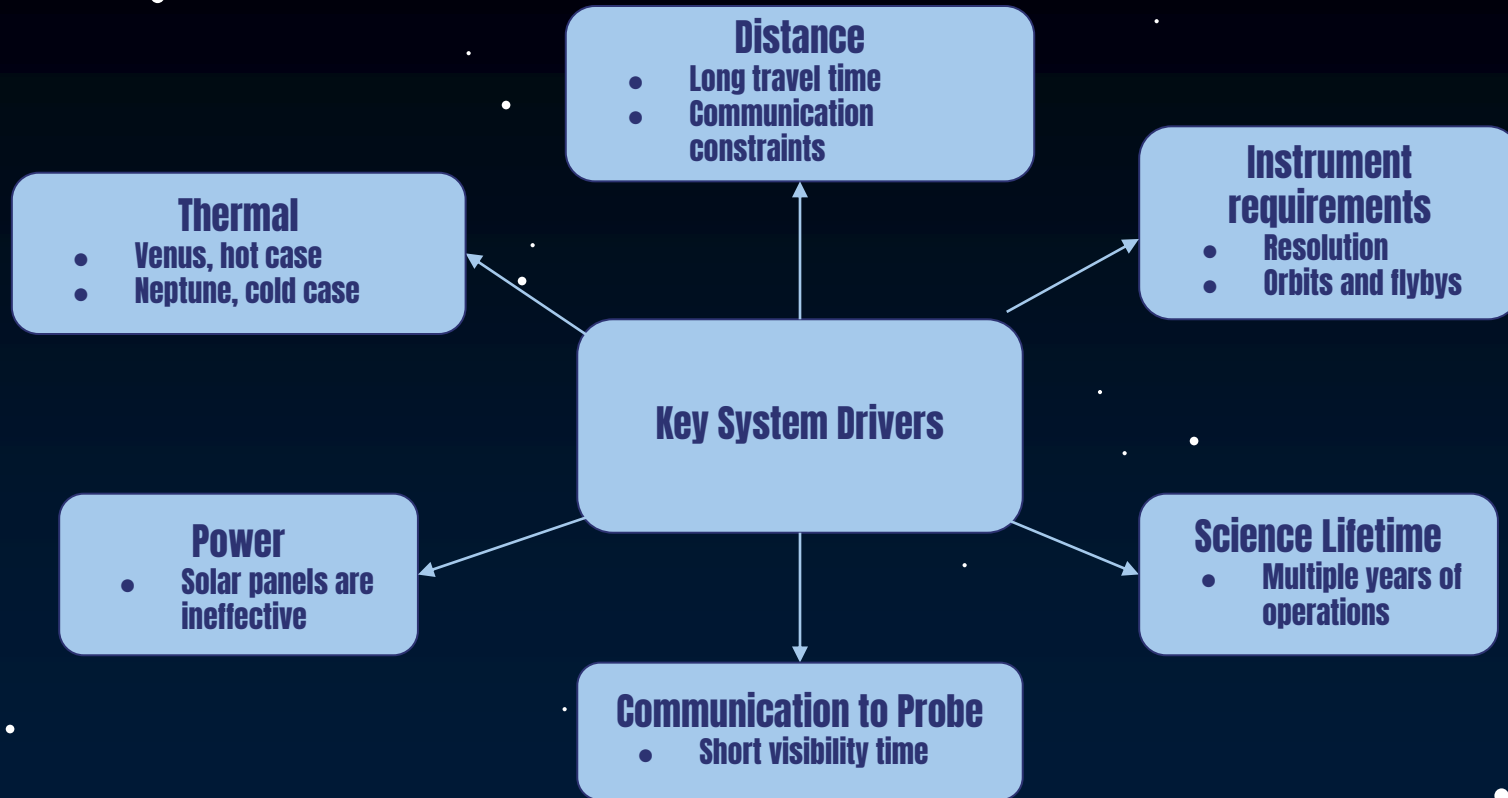 Distance
● Long travel time
● Communication
constraints
Thermal
● Venus, hot case
● Neptune, cold case
Instrument
requirements
● Resolution
● Orbits and flybys
Key System Drivers
Power
● Solar panels are
ineffective
Science Lifetime
● Multiple years of
operations
Communication to Probe
● Short visibility time